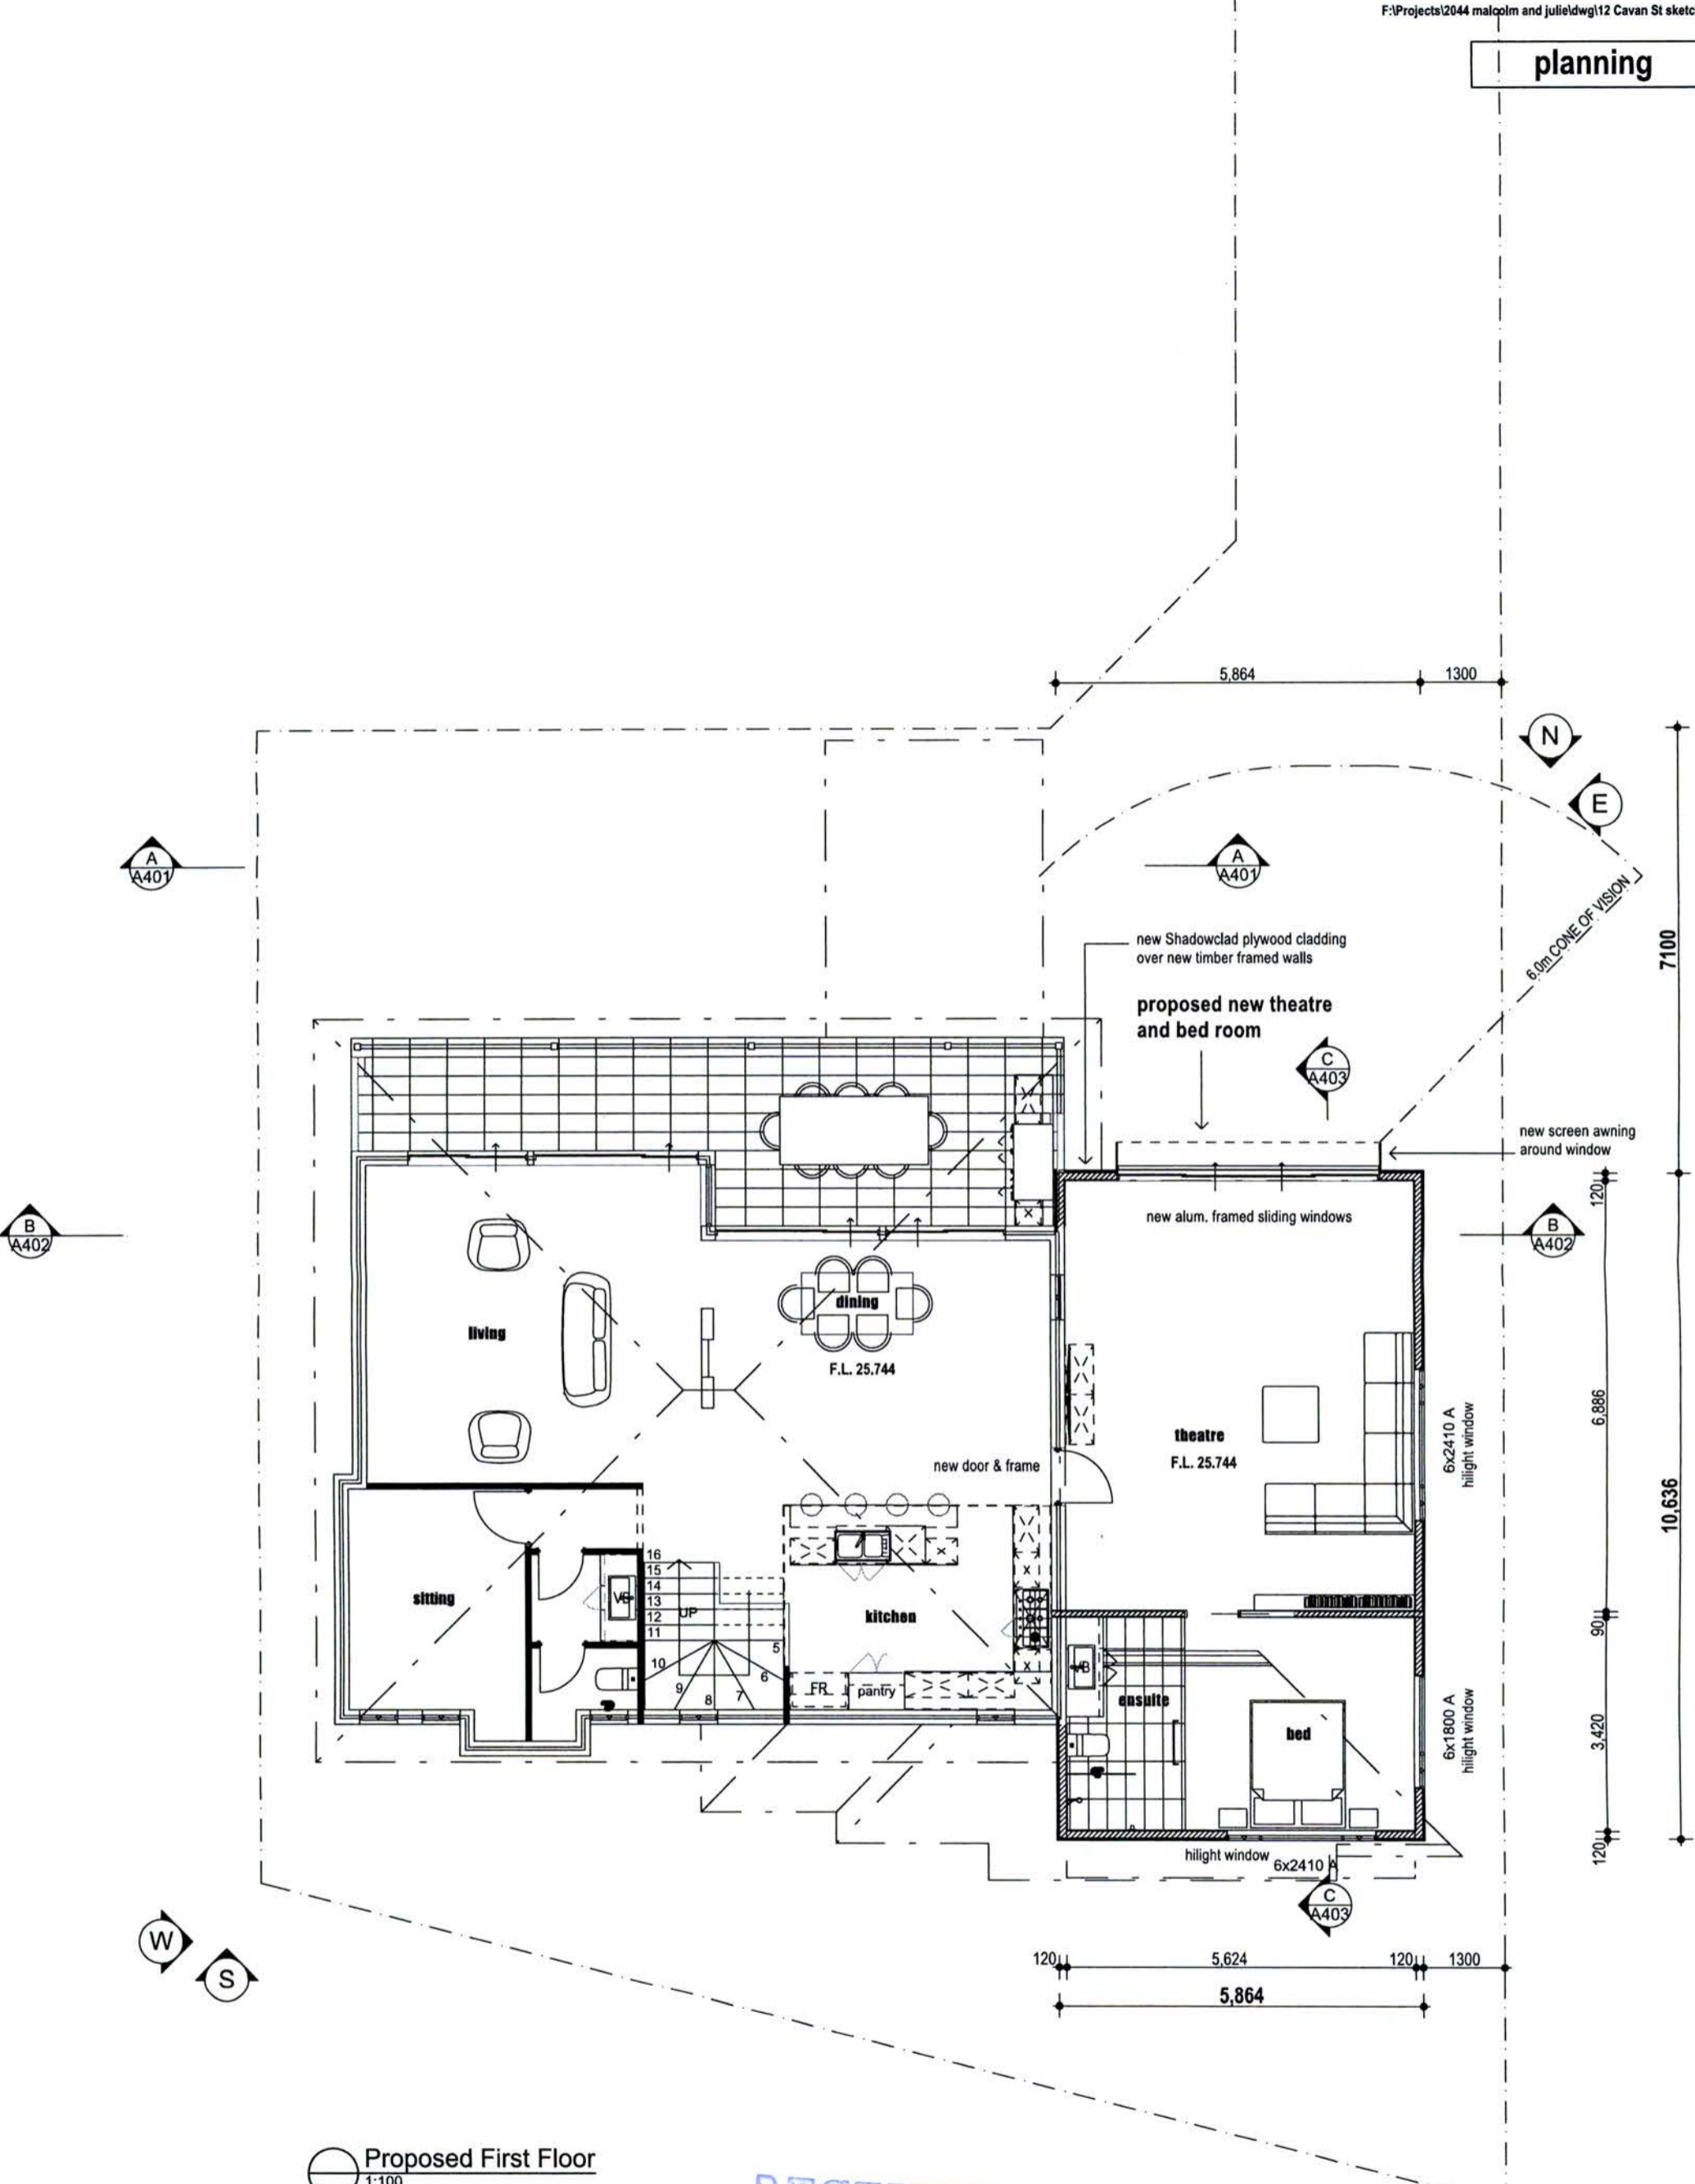 F:\Projects\2044 malcolm and julie\dwg\12 Cavan St sketc
planning
5,864
1300
N
E
A
A401
A
A401
6.0m CONE OF VISION
7100
new Shadowclad plywood cladding
over new timber framed walls
proposed new theatre
and bed room
C
A403
new screen awning
around window
120
B
A402
new alum. framed sliding windows
B
A402
dining
living
F.L. 25.744
6,886
6x2410 A
hilight window
theatre
F.L. 25.744
new door & frame
10,636
16
15
14
13
12
11
10
9
8
7
6
5
UP
VB
sitting
kitchen
90
FR
pantry
VB
ensuite
bed
6x1800 A
hilight window
3,420
120
hilight window
6x2410 A
C
A403
W
S
120
5,624
120
1300
5,864
Proposed First Floor
1:100